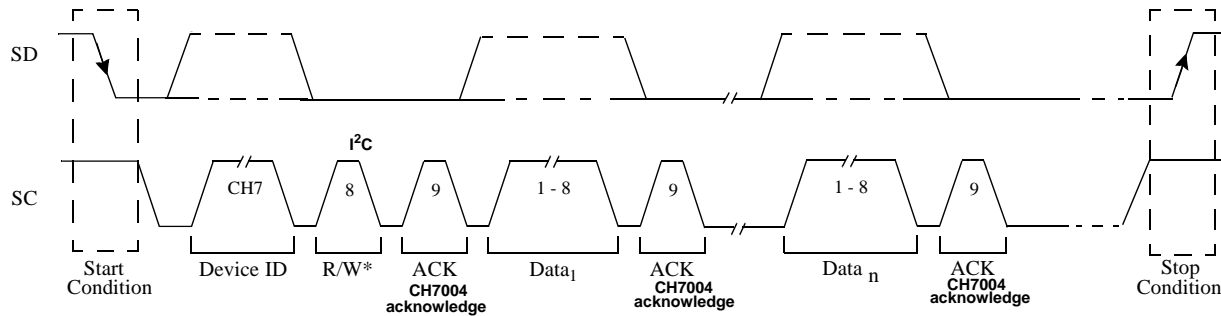 SD
I²C
SC
CH7
8
9
1 - 8
9
1 - 8
9
Start
Condition
Device ID
R/W*
ACK
CH7004
acknowledge
Data₁
ACK
CH7004
acknowledge
Data n
ACK
CH7004
acknowledge
Stop
Condition